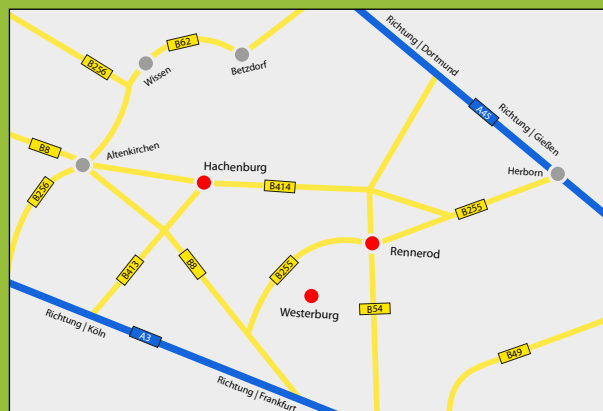 Richtung | Dortmund
B62
B256
Wissen
Betzdorf
A45
Richtung | Gießen
B8
Altenkirchen
Hachenburg
Herborn
B256
B414
B255
Rennerod
B413
B8
B255
Westerburg
B54
Richtung | Köln
A3
B49
Richtung | Frankfurt